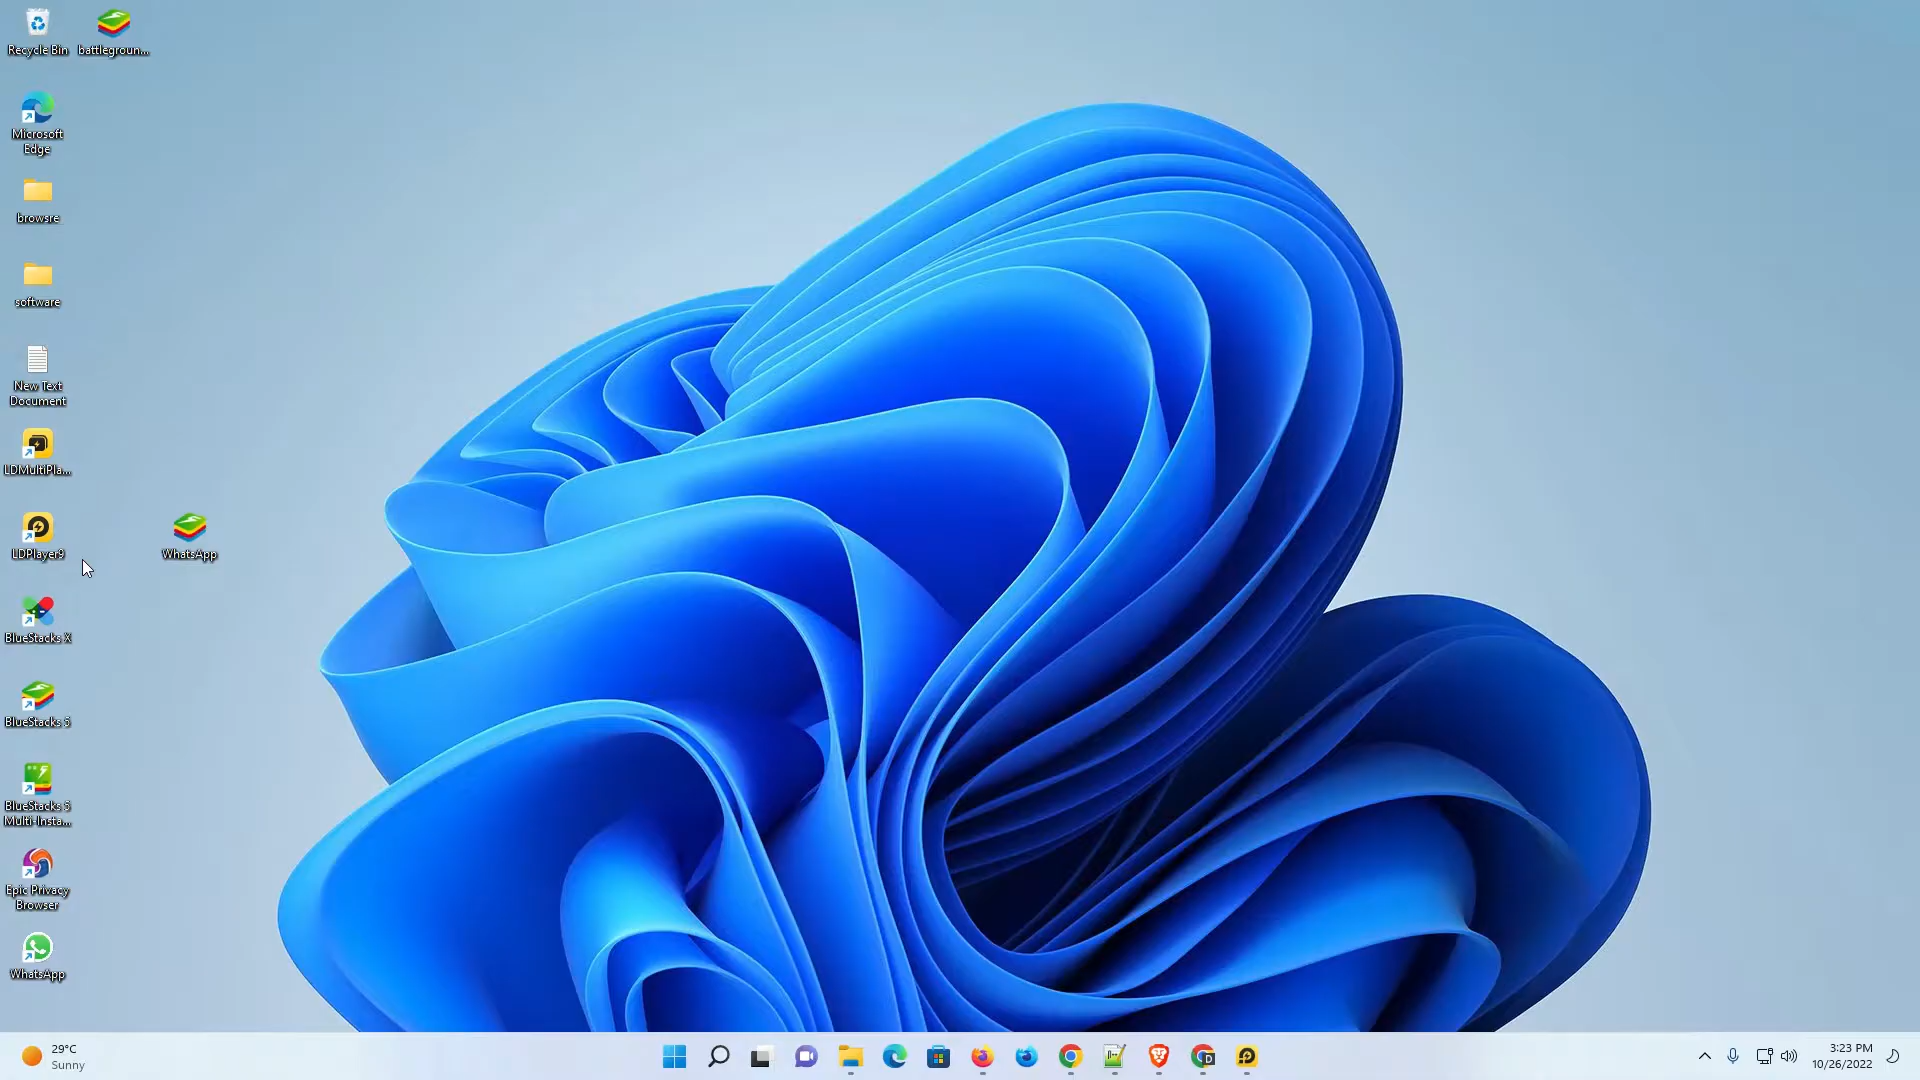 Recycle Bin
battlegroun...
Microsoft
Edge
browsre
software
New Text
Document
LDMultiPla...
LDPlayer9
WhatsApp
BlueStacks X
BlueStacks 5
BlueStacks 5
Multi-Insta...
Epic Privacy
Browser
WhatsApp
29°C
Sunny
3:23 PM
10/26/2022